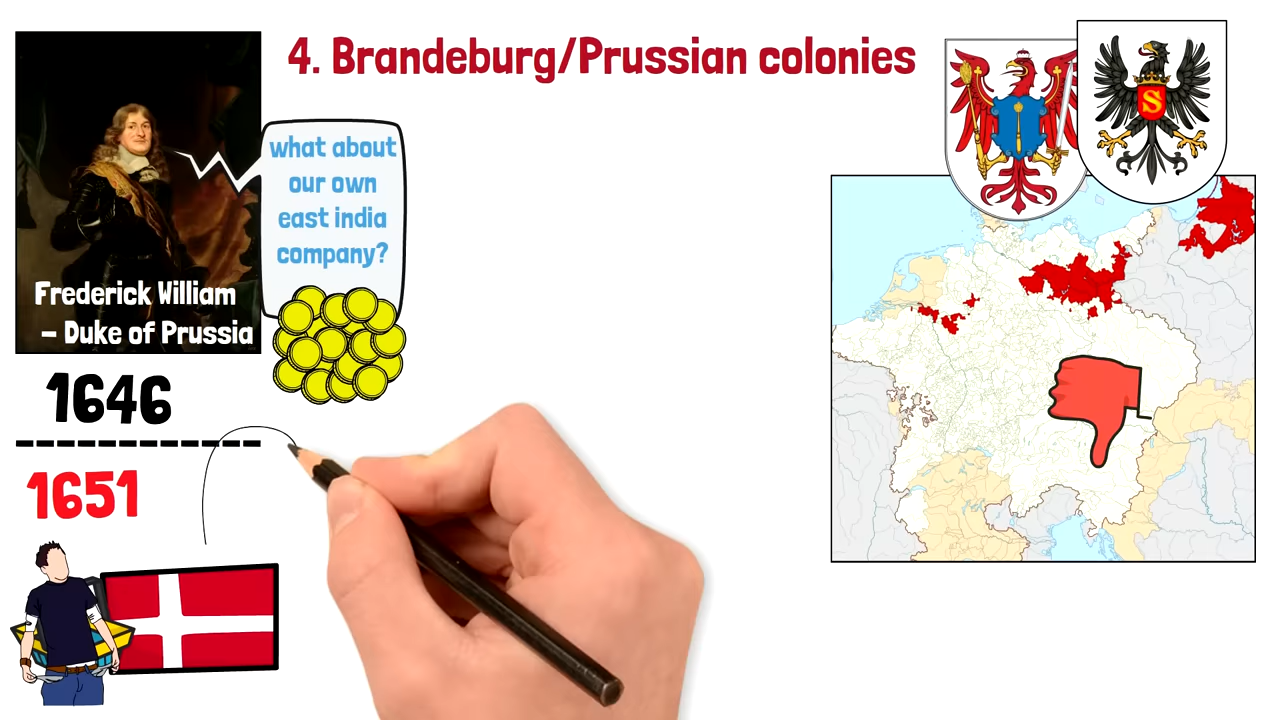 4. Brandeburg/Prussian colonies
what about
our own
east india
company?
Frederick William
– Duke of Prussia
1646
1651
S